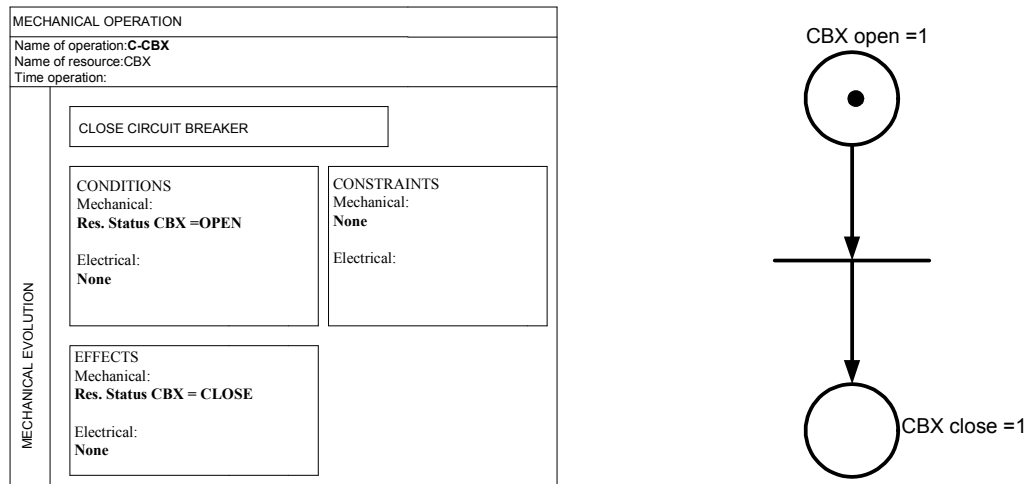 MECHANICAL OPERATION
Name of operation:C-CBX
Name of resource:CBX
Time operation:
MECHANICAL EVOLUTION
CLOSE CIRCUIT BREAKER
CONDITIONS
Mechanical:
Res. Status CBX =OPEN
Electrical:
None
CONSTRAINTS
Mechanical:
None
Electrical:
EFFECTS
Mechanical:
Res. Status CBX = CLOSE
Electrical:
None
CBX open =1
CBX close =1